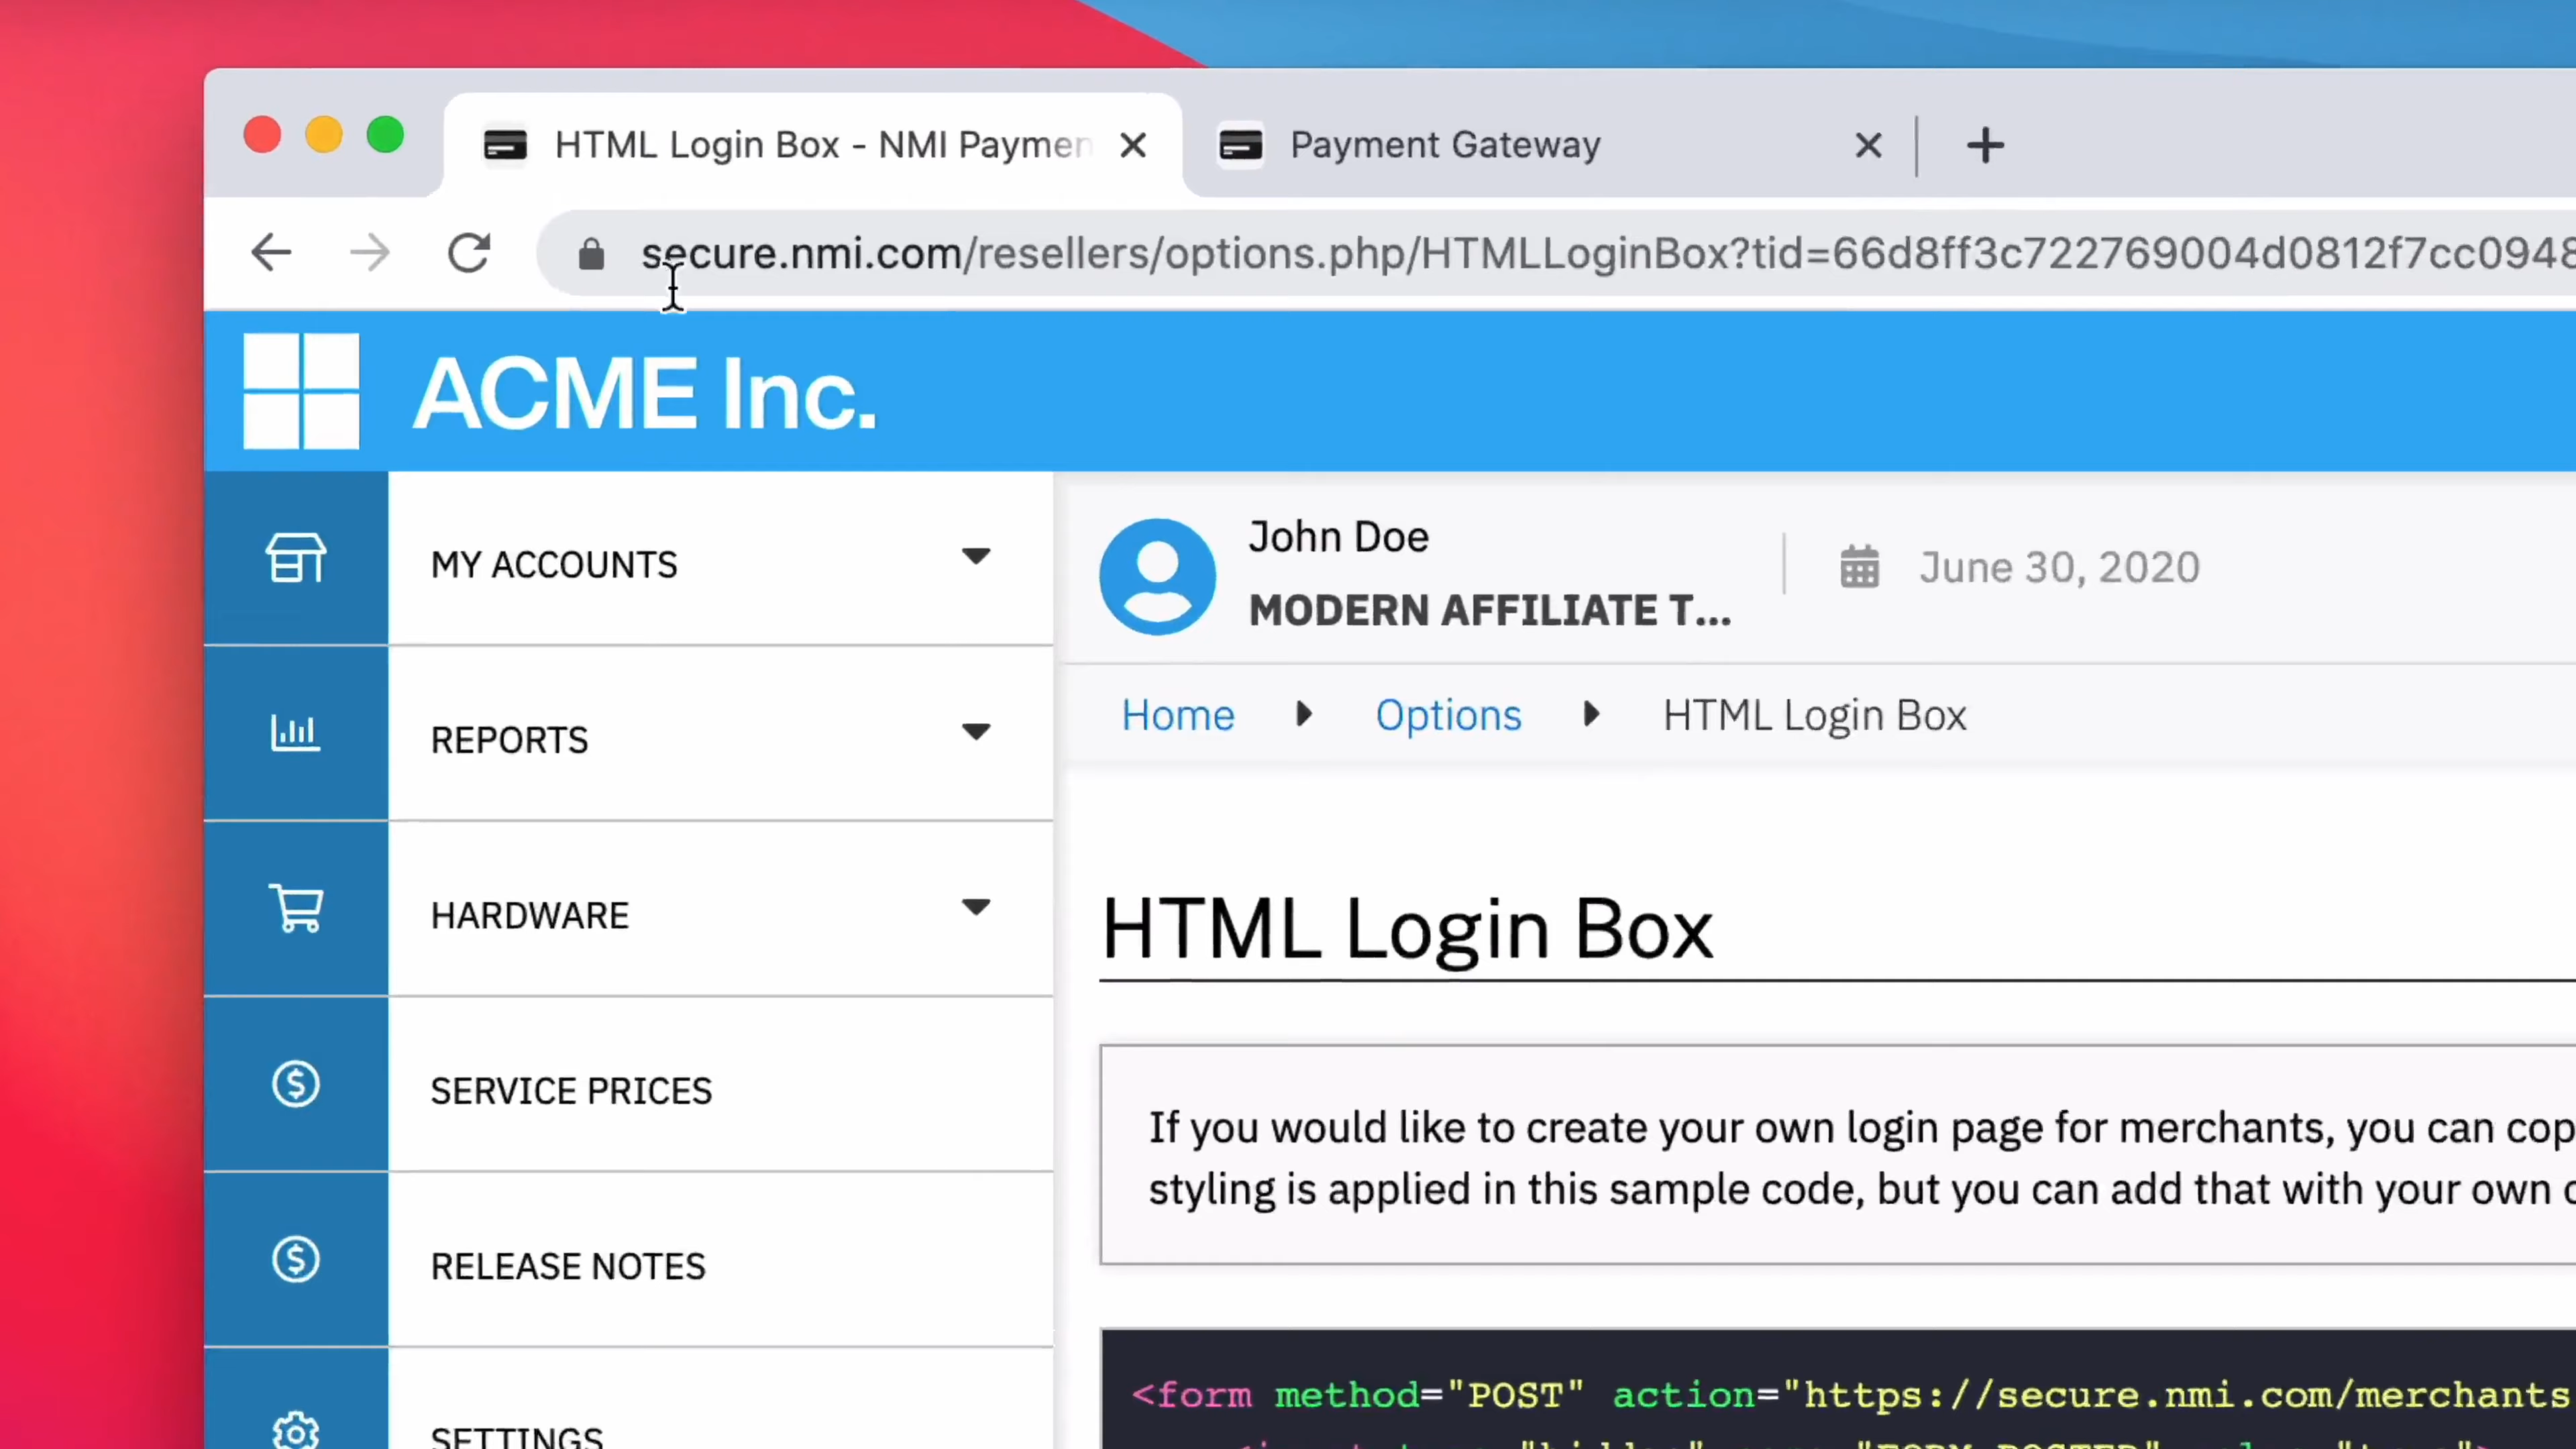 HTML Login Box - NMI Paymen
Payment Gateway
secure.nmi.com/resellers/options.php/HTMLLoginBox?tid=66d8ff3c722769004d0812f7cc0948
ACME Inc.
MY ACCOUNTS
REPORTS
HARDWARE
SERVICE PRICES
RELEASE NOTES
SETTINGS
John Doe
MODERN AFFILIATE T...
June 30, 2020
Home
Options
HTML Login Box
HTML Login Box
If you would like to create your own login page for merchants, you can cop
styling is applied in this sample code, but you can add that with your own
<form method="POST" action="https://secure.nmi.com/merchants